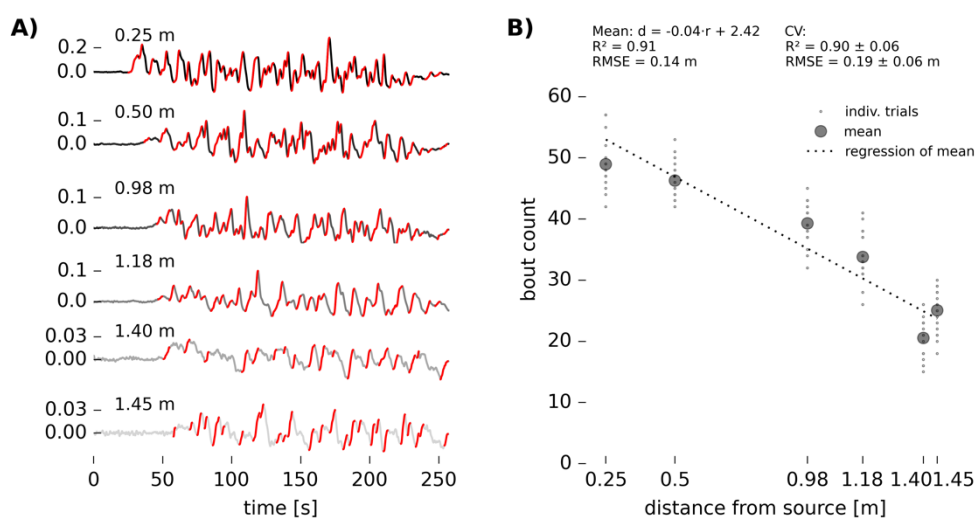 A)
0.25 m
0.2
0.0
0.50 m
0.1
0.0
0.98 m
0.1
0.0
1.18 m
0.1
0.0
1.40 m
0.03
0.00
1.45 m
0.03
0.00
0 50 100 150 200 250
time [s]
B)
Mean: d = -0.04·r + 2.42
R² = 0.91
RMSE = 0.14 m
CV:
R² = 0.90 ± 0.06
RMSE = 0.19 ± 0.06 m
indiv. trials
mean
regression of mean
60
50
40
30
20
10
0
bout count
0.25 0.5 0.98 1.18 1.40 1.45
distance from source [m]